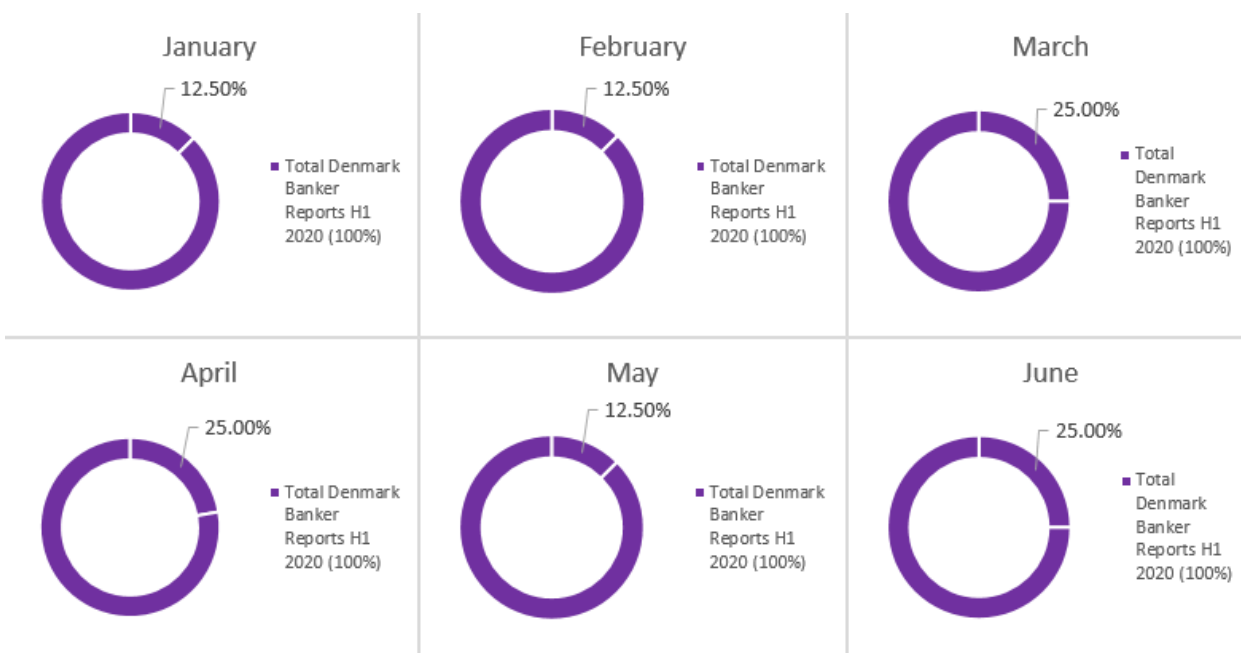 January
12.50%
Total Denmark
Banker
Reports H1
2020 (100%)
February
12.50%
Total Denmark
Banker
Reports H1
2020 (100%)
March
25.00%
Total
Denmark
Banker
Reports H1
2020 (100%)
April
25.00%
Total Denmark
Banker
Reports H1
2020 (100%)
May
12.50%
Total Denmark
Banker
Reports H1
2020 (100%)
June
25.00%
Total
Denmark
Banker
Reports H1
2020 (100%)